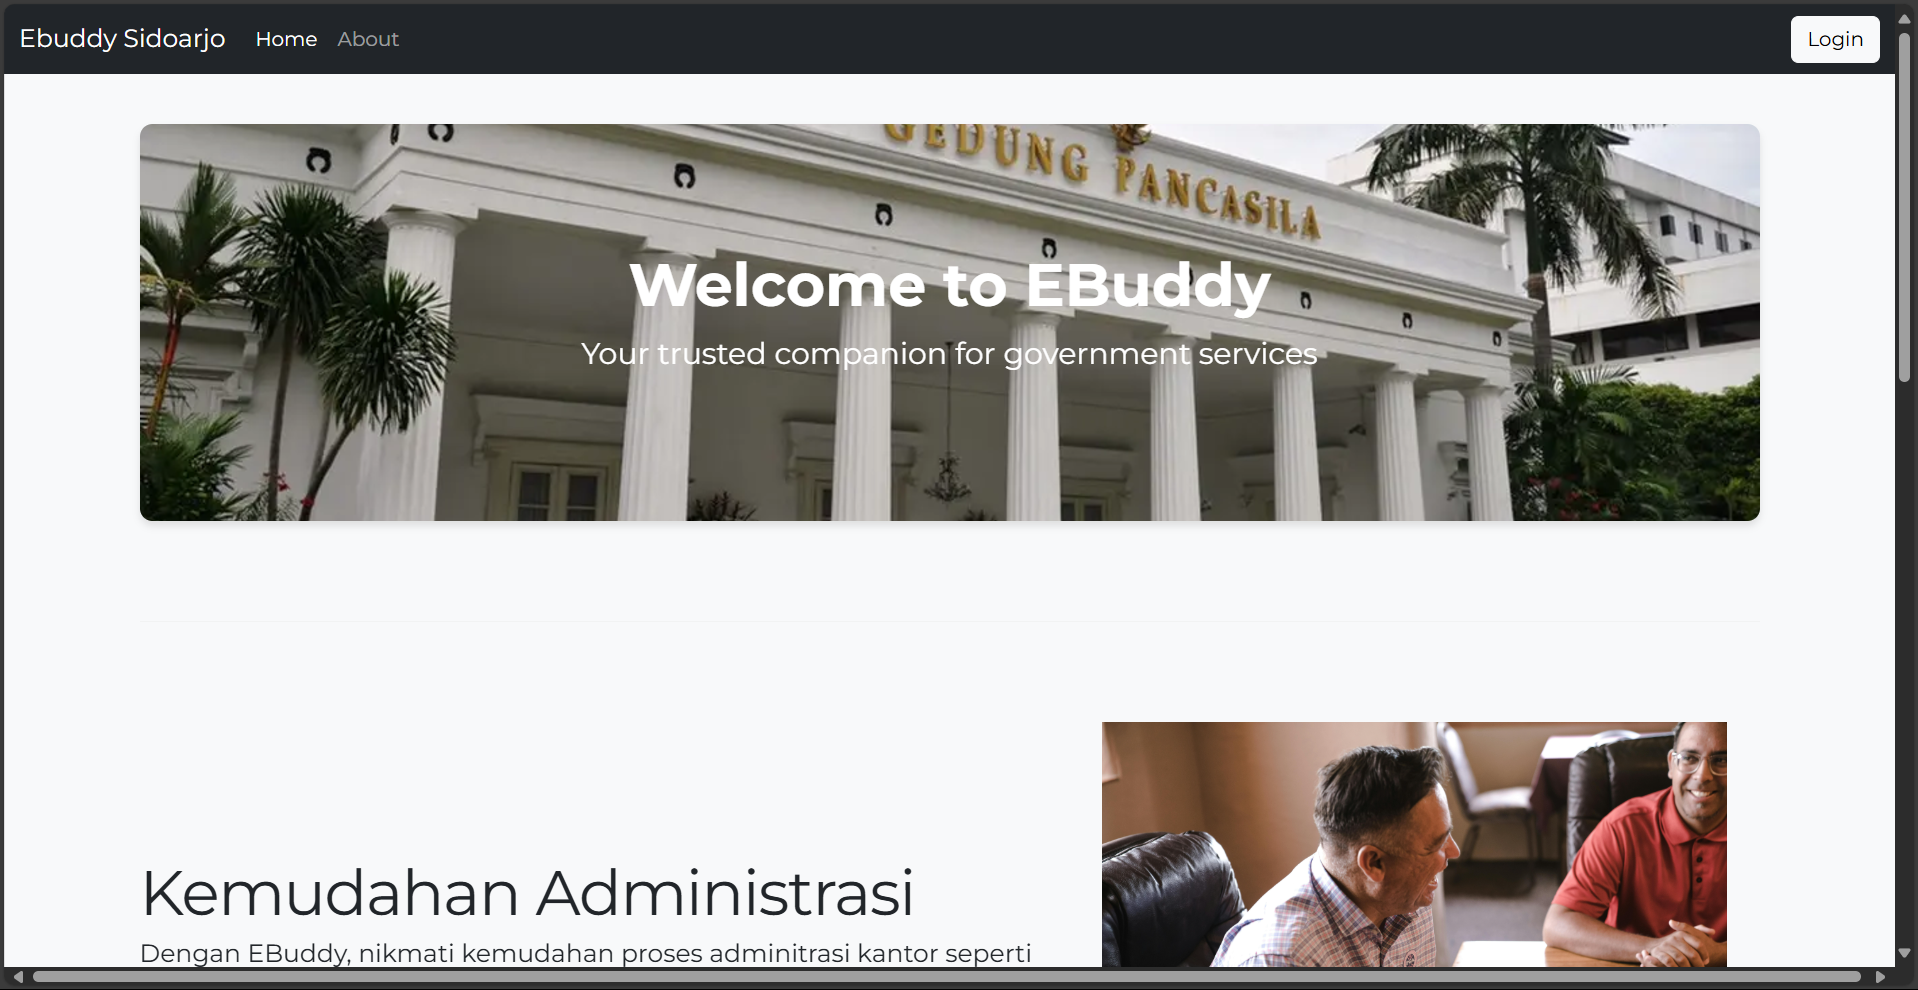 Ebuddy Sidoarjo Home About Login
GEDUNG PANCASILA
Welcome to EBuddy
Your trusted companion for government services
Kemudahan Administrasi
Dengan EBuddy, nikmati kemudahan proses adminitrasi kantor seperti